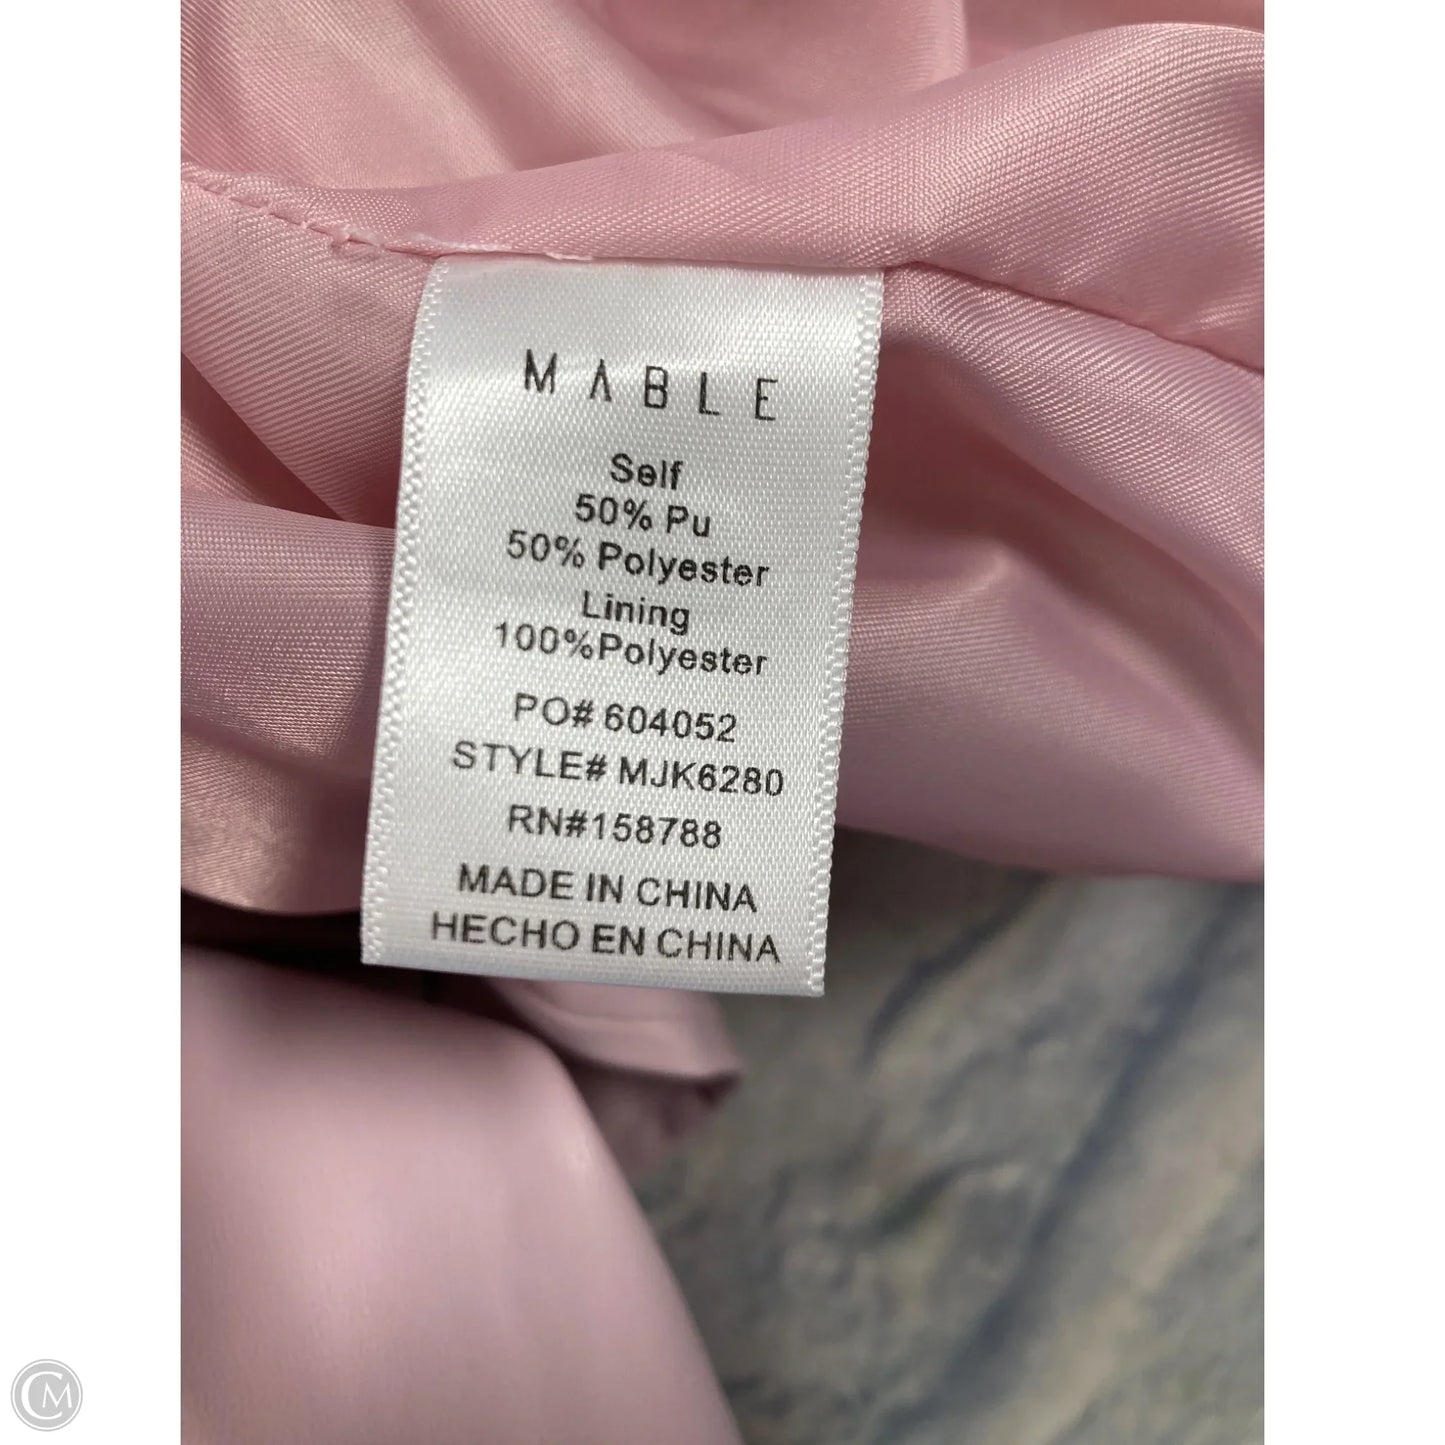 MABLE
Self
50% Pu
50% Polyester
Lining
100%Polyester
PO# 604052
STYLE# MJK6280
RN#158788
MADE IN CHINA
HECHO EN CHINA
CM